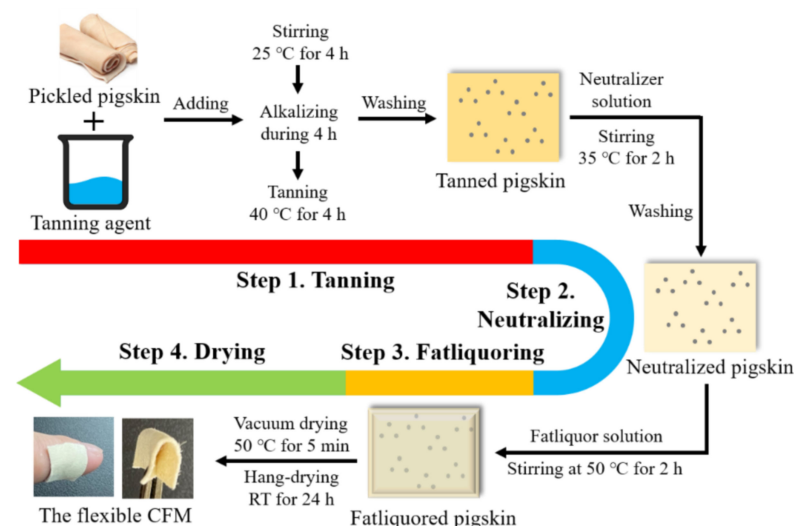 Pickled pigskin
+
Tanning agent
Adding
Stirring
25 °C for 4 h
Alkalizing
during 4 h
Tanning
40 °C for 4 h
Washing
Tanned pigskin
Neutralizer
solution
Stirring
35 °C for 2 h
Washing
Step 1. Tanning
Step 2.
Neutralizing
Neutralized pigskin
Step 3. Fatliquoring
Step 4. Drying
Fatliquor solution
Stirring at 50 °C for 2 h
Fatliquored pigskin
Vacuum drying
50 °C for 5 min
Hang-drying
RT for 24 h
The flexible CFM